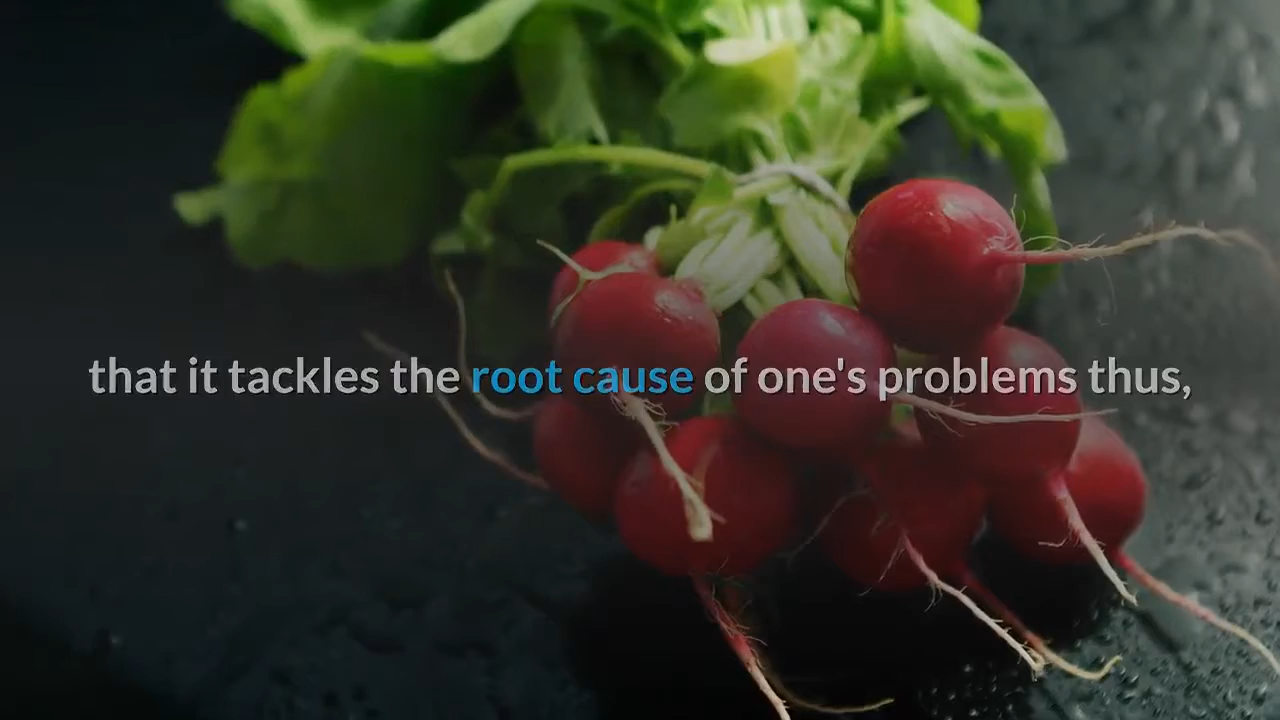 that it tackles the root cause of one's problems thus,